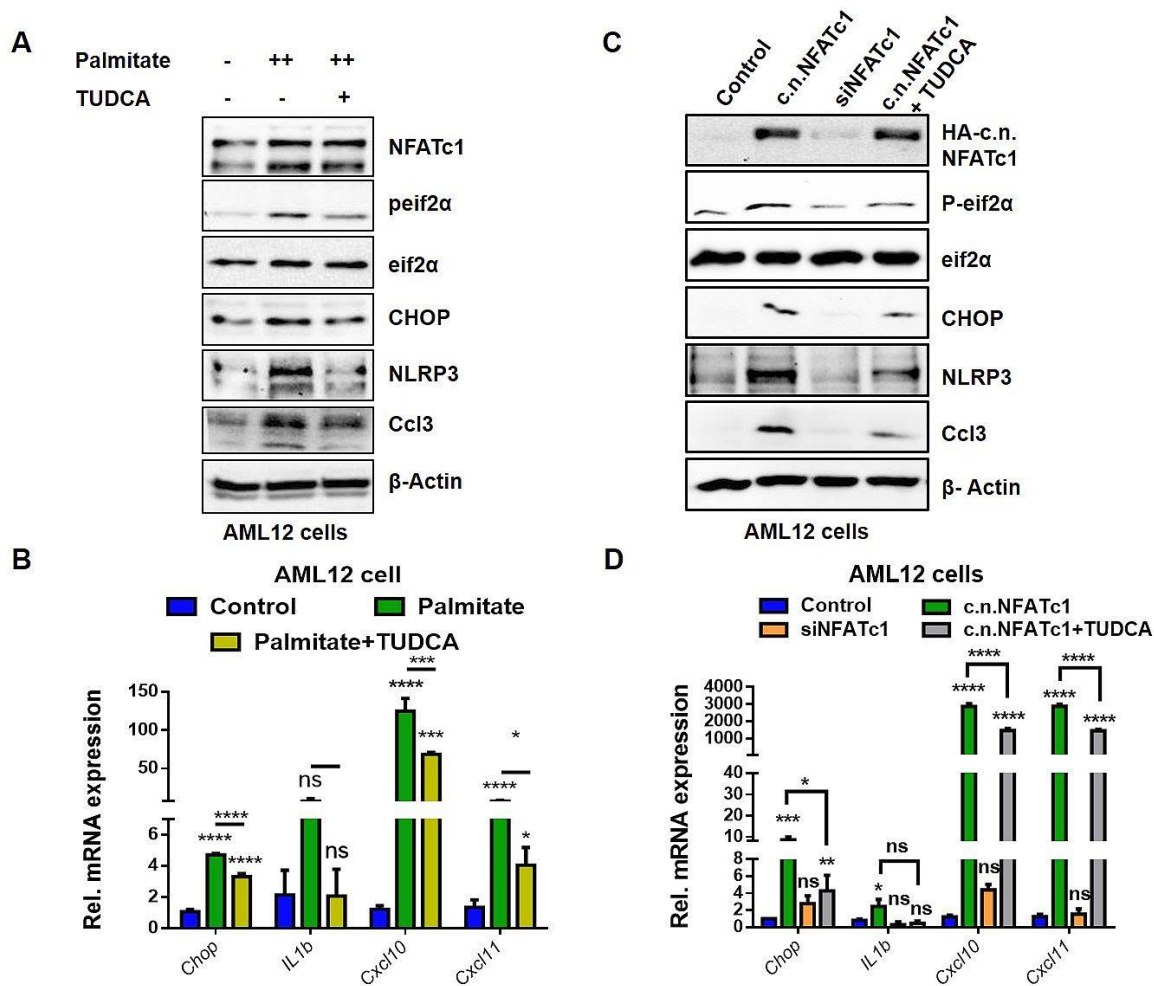 A
Palmitate - ++ ++
TUDCA - - +
NFATc1
peif2α
eif2α
CHOP
NLRP3
Ccl3
β-Actin
AML12 cells
C
Control
c.n.NFATc1
siNFATc1
c.n.NFATc1
+ TUDCA
HA-c.n.
NFATc1
P-eif2α
eif2α
CHOP
NLRP3
Ccl3
β- Actin
AML12 cells
B
AML12 cell
Control
Palmitate
Palmitate+TUDCA
Rel. mRNA expression
150
100
50
6
4
2
0
****
****
****
ns
ns
***
****
***
*
****
*
Chop
IL1b
Cxcl10
Cxcl11
D
AML12 cells
Control
c.n.NFATc1
siNFATc1
c.n.NFATc1+TUDCA
Rel. mRNA expression
4000
3000
2000
1000
40
30
20
10
8
6
4
2
0
*
***
ns
**
ns
*
ns
ns
****
****
ns
****
****
****
ns
****
Chop
IL1b
Cxcl10
Cxcl11